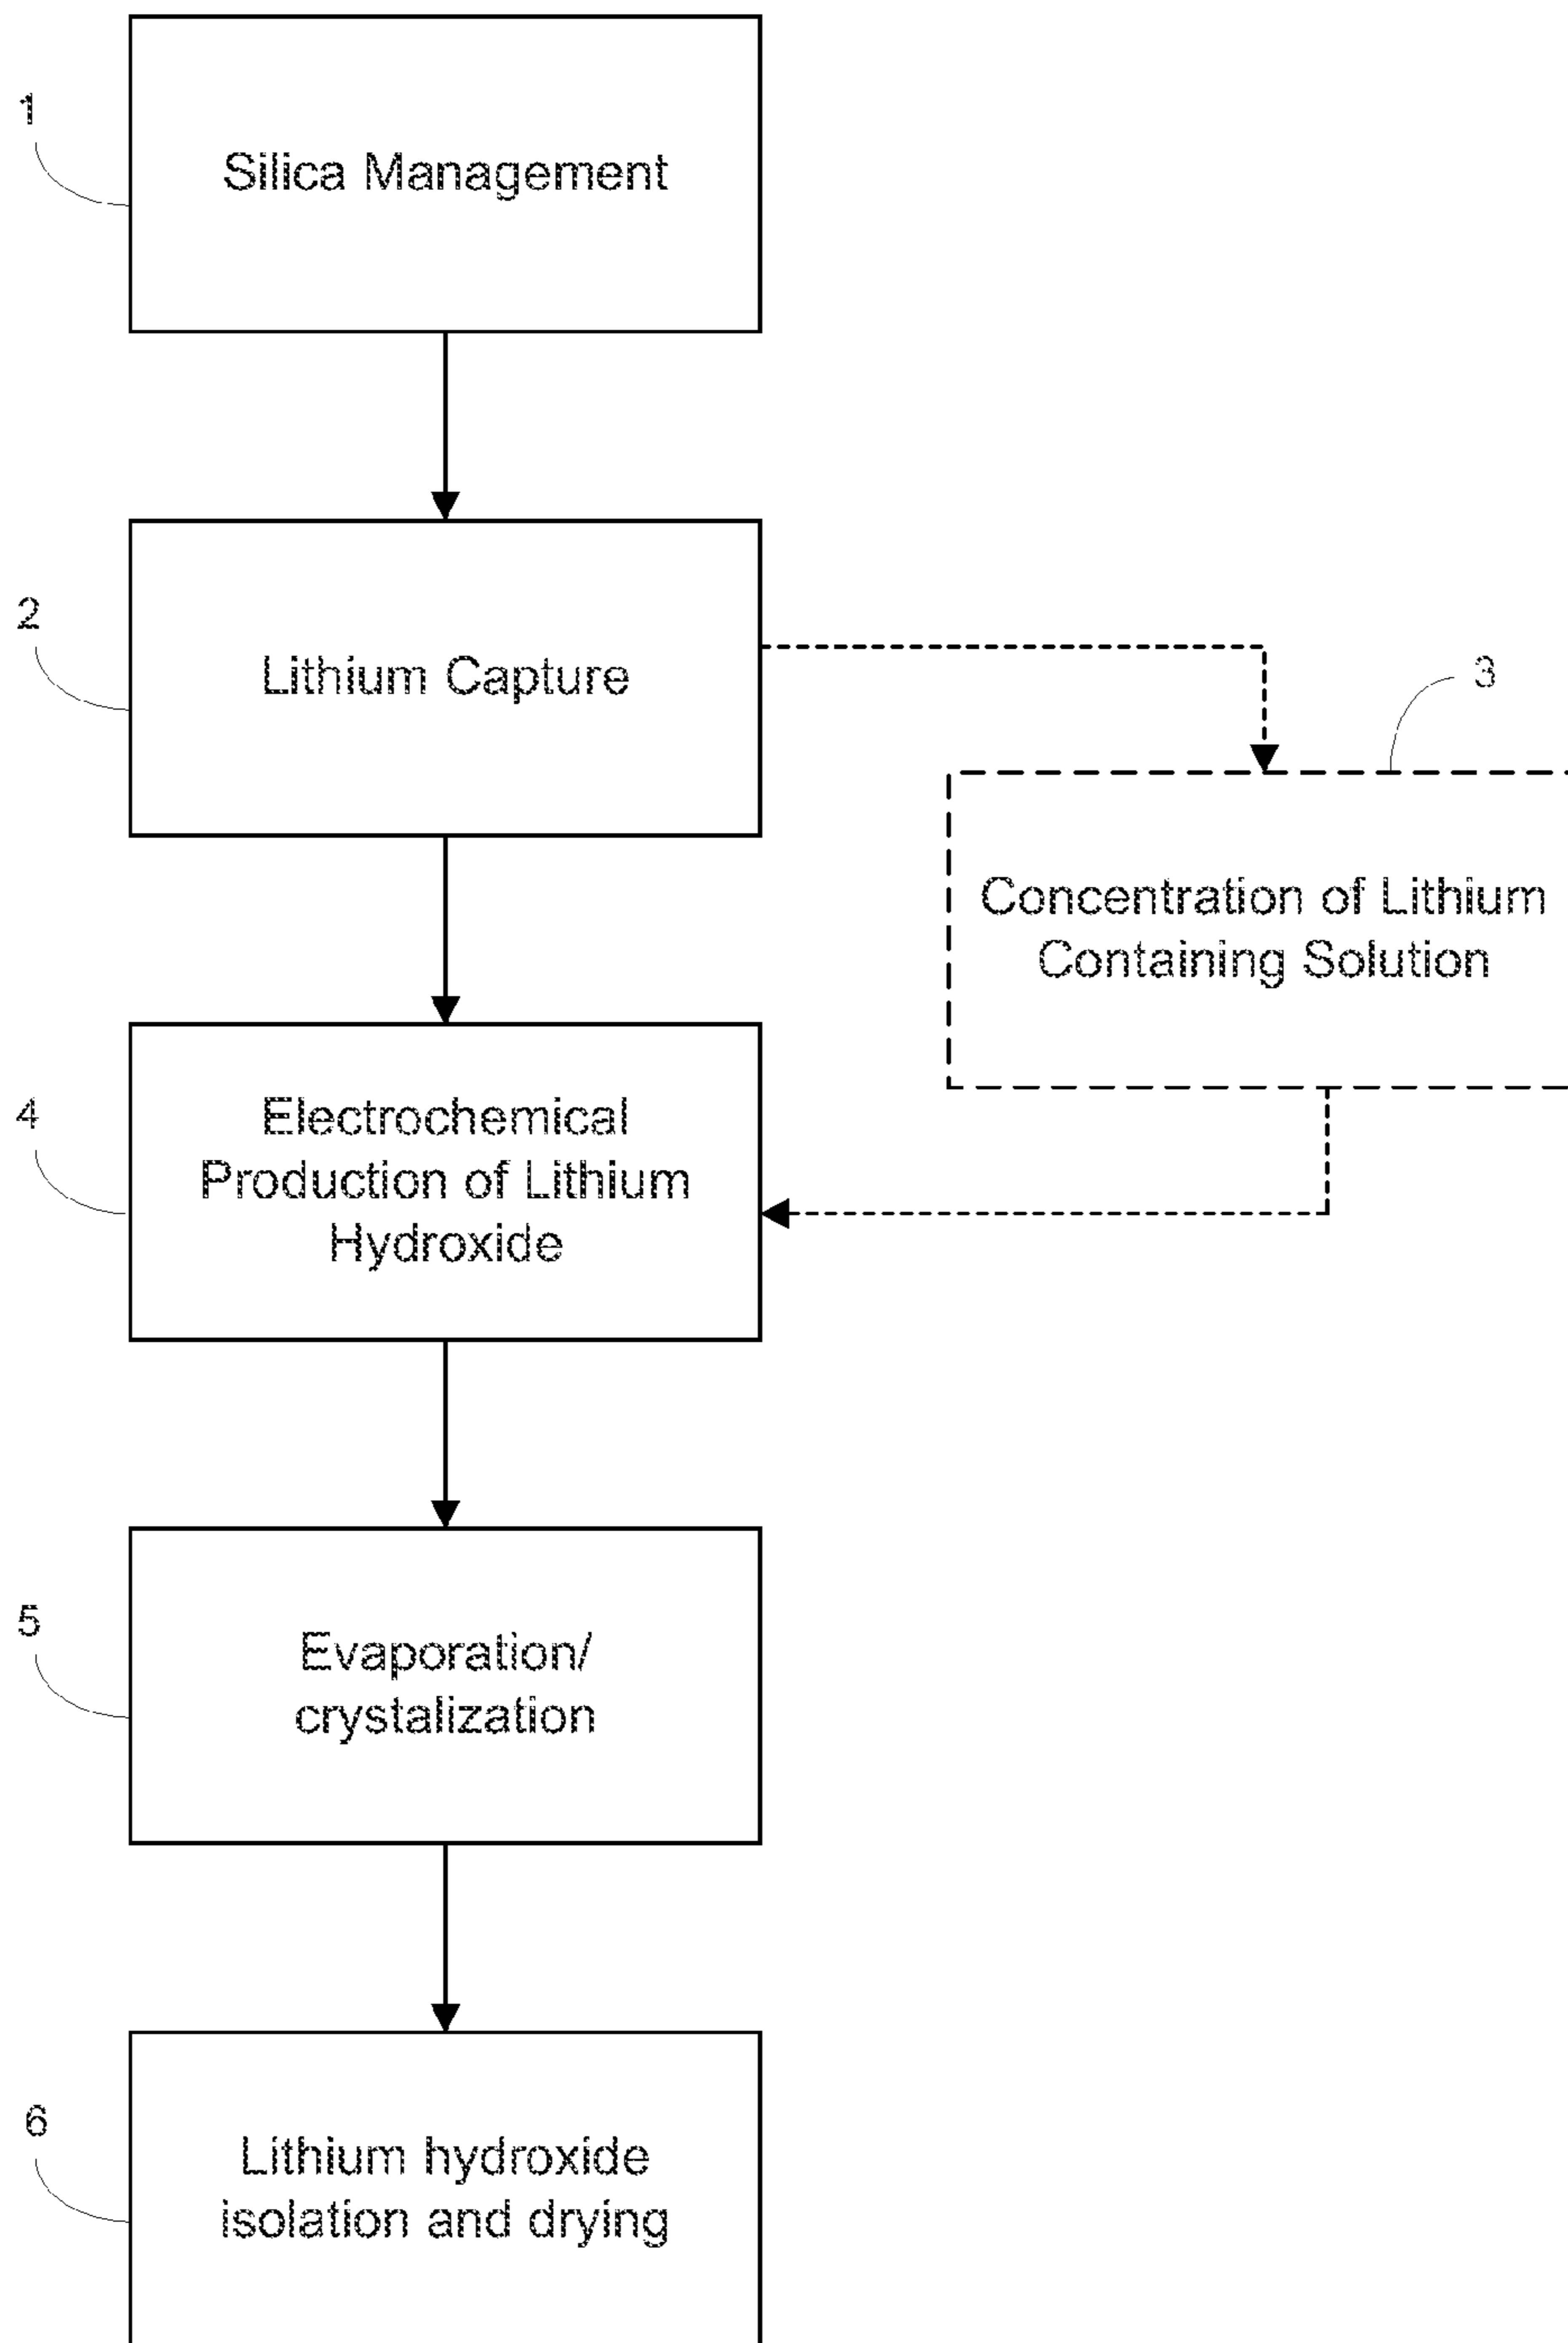 1
Silica Management
2
Lithium Capture
3
Concentration of Lithium
Containing Solution
4
Electrochemical
Production of Lithium
Hydroxide
5
Evaporation/
crystalization
6
Lithium hydroxide
isolation and drying